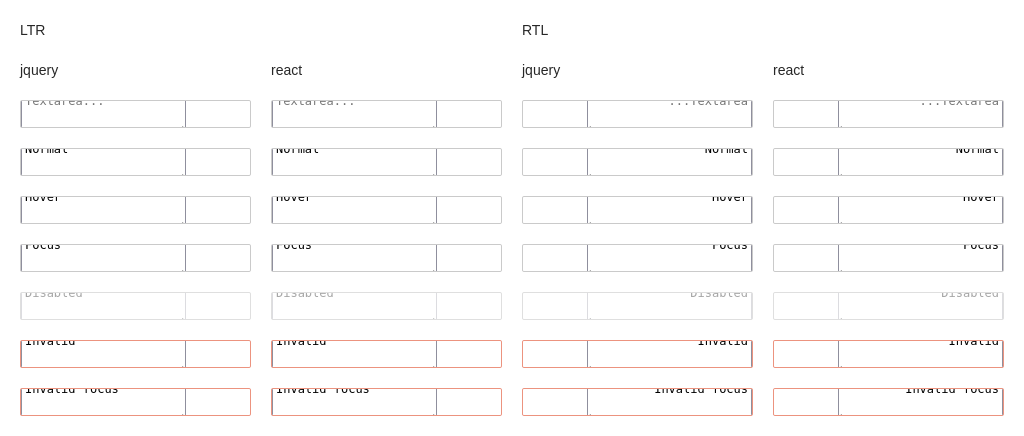 LTR RTL
jquery react jquery react
Textarea... Textarea... ...Textarea ...Textarea
Normal Normal Normal Normal
Hover Hover Hover Hover
Focus Focus Focus Focus
Disabled Disabled Disabled Disabled
Invalid Invalid Invalid Invalid
Invalid focus Invalid focus Invalid focus Invalid focus